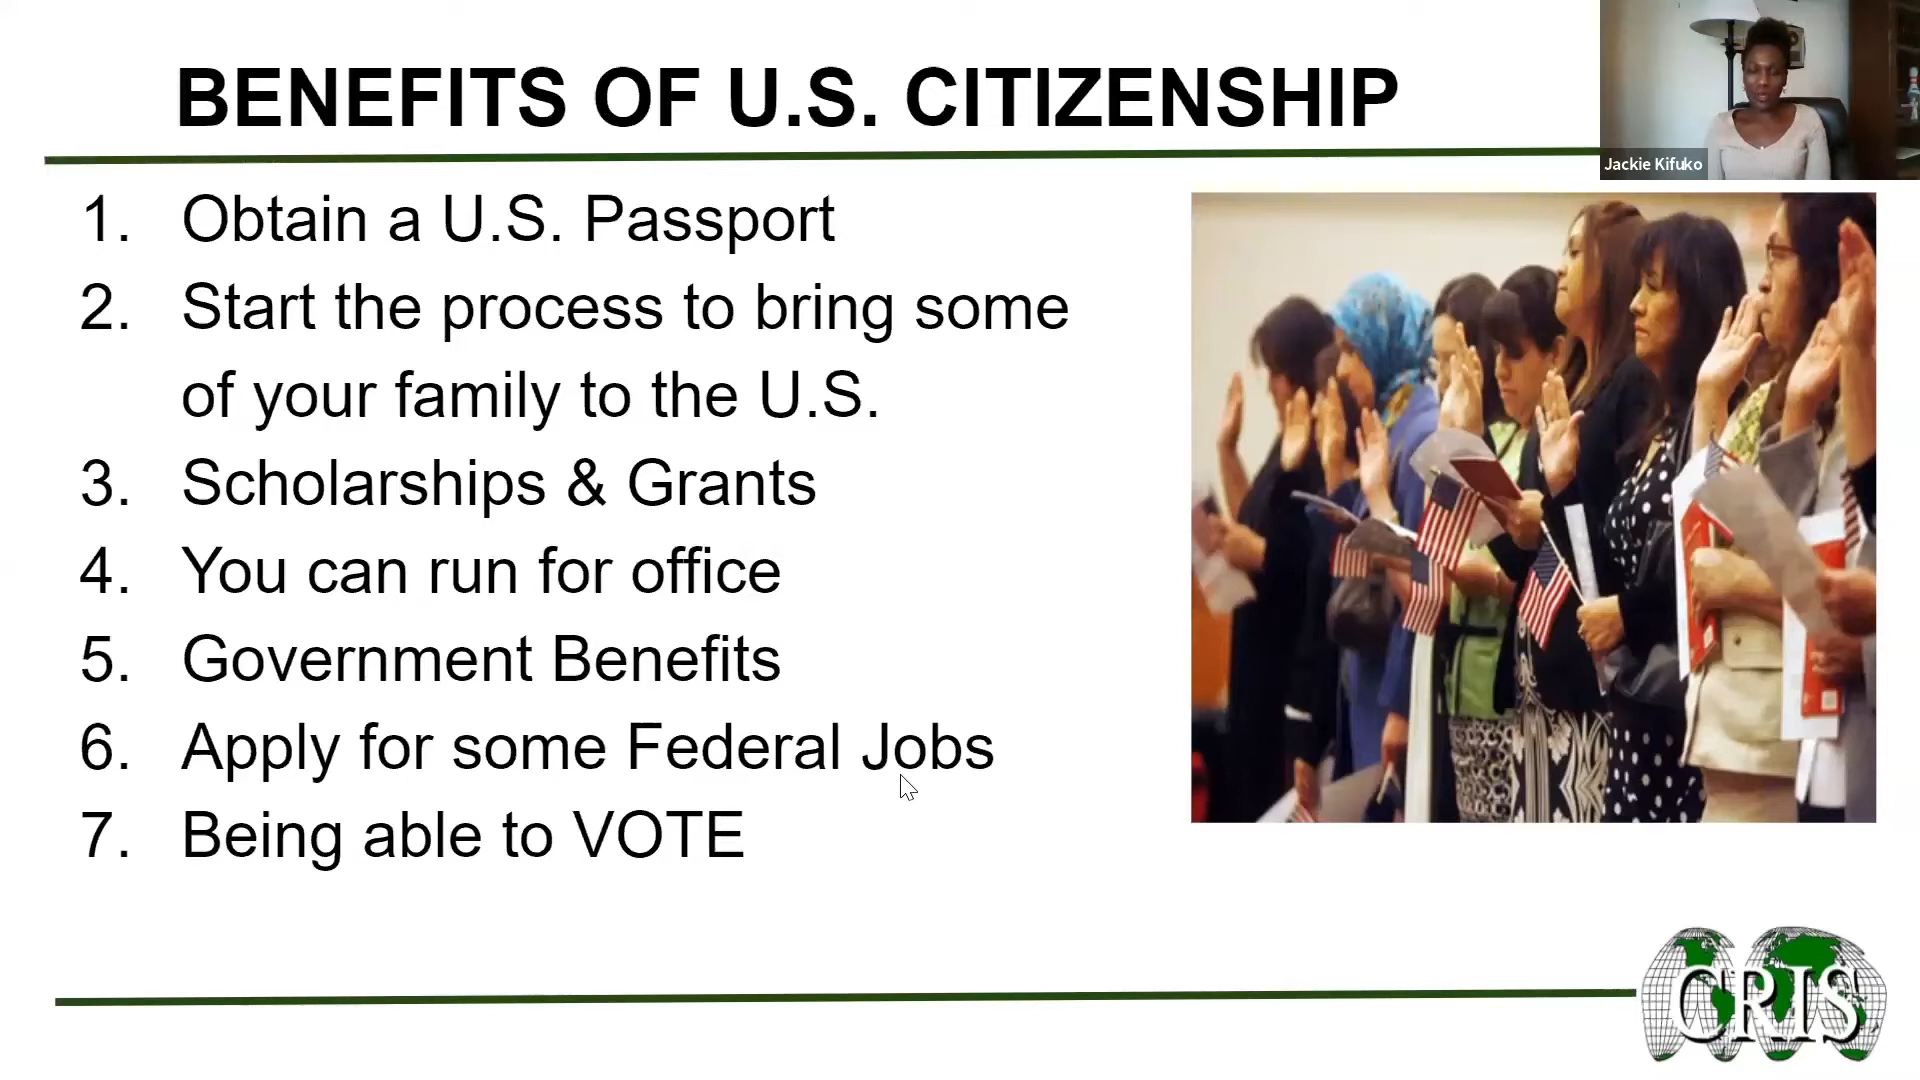 BENEFITS OF U.S. CITIZENSHIP
Jackie Kifuko
1. Obtain a U.S. Passport
2. Start the process to bring some
of your family to the U.S.
3. Scholarships & Grants
4. You can run for office
5. Government Benefits
6. Apply for some Federal Jobs
7. Being able to VOTE
CRIS